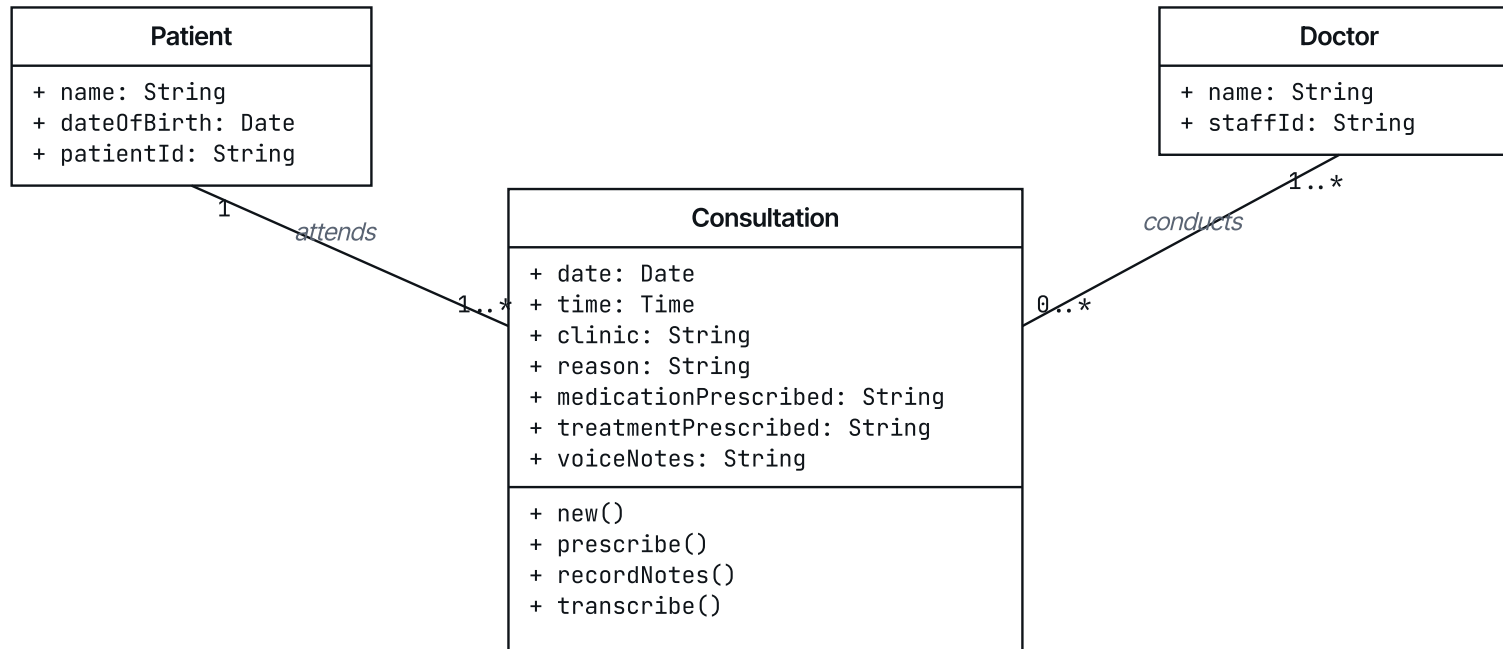 Patient
+ name: String
+ dateOfBirth: Date
+ patientId: String
Doctor
+ name: String
+ staffId: String
1
attends
1..*
1..*
conducts
0..*
Consultation
+ date: Date
+ time: Time
+ clinic: String
+ reason: String
+ medicationPrescribed: String
+ treatmentPrescribed: String
+ voiceNotes: String
+ new()
+ prescribe()
+ recordNotes()
+ transcribe()